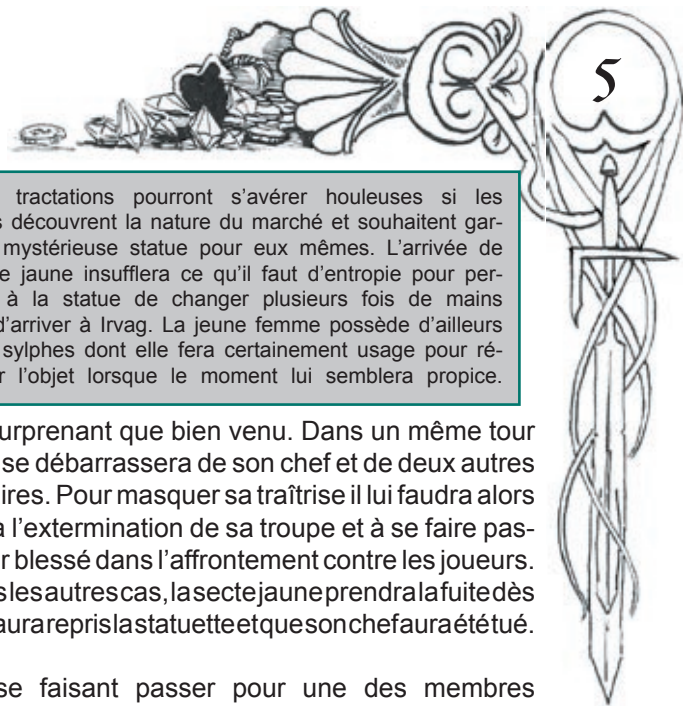 5
tractations pourront s’avérer houleuses si les
découvrent la nature du marché et souhaitent gar-
mystérieuse statue pour eux mêmes. L’arrivée de
jaune insufflera ce qu’il faut d’entropie pour per-
à la statue de changer plusieurs fois de mains
d’arriver à Irvag. La jeune femme possède d’ailleurs
sylphes dont elle fera certainement usage pour ré-
l’objet lorsque le moment lui semblera propice.
urprenant que bien venu. Dans un même tour
se débarrassera de son chef et de deux autres
ires. Pour masquer sa traîtrise il lui faudra alors
l’extermination de sa troupe et à se faire pas-
r blessé dans l’affrontement contre les joueurs.
s les autres cas, la secte jaune prendra la fuite dès
aura repris la statuette et que son chef aura été tué.
se faisant passer pour une des membres